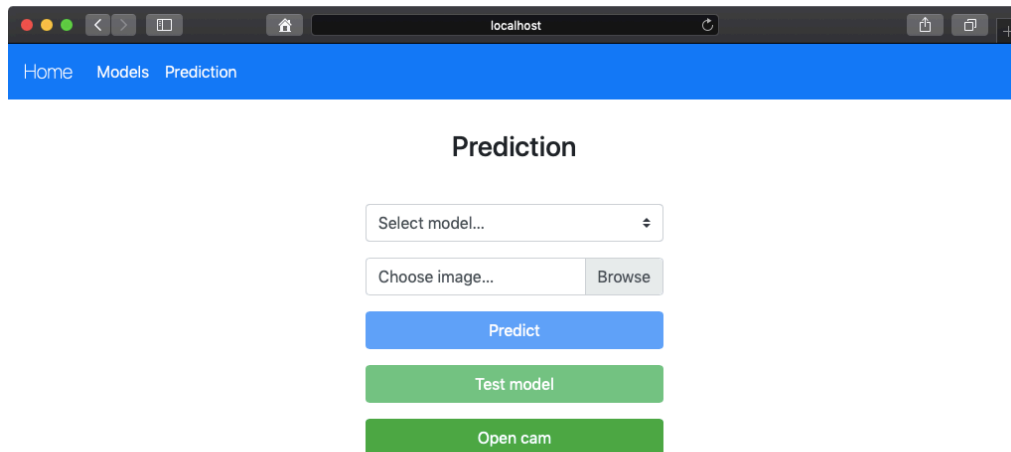 localhost
Home Models Prediction
Prediction
Select model...
Choose image... Browse
Predict
Test model
Open cam